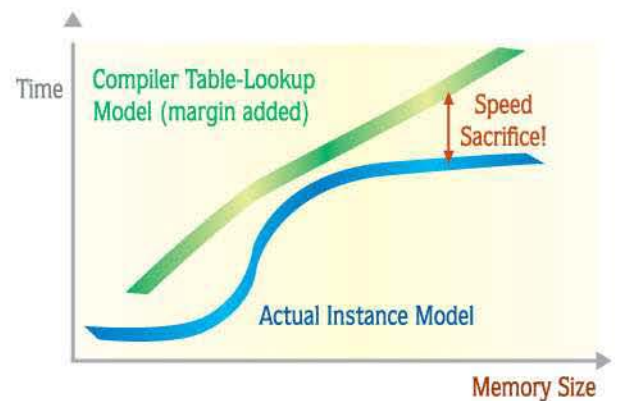 Time
Compiler Table-Lookup
Model (margin added)
Speed
Sacrifice!
Actual Instance Model
Memory Size